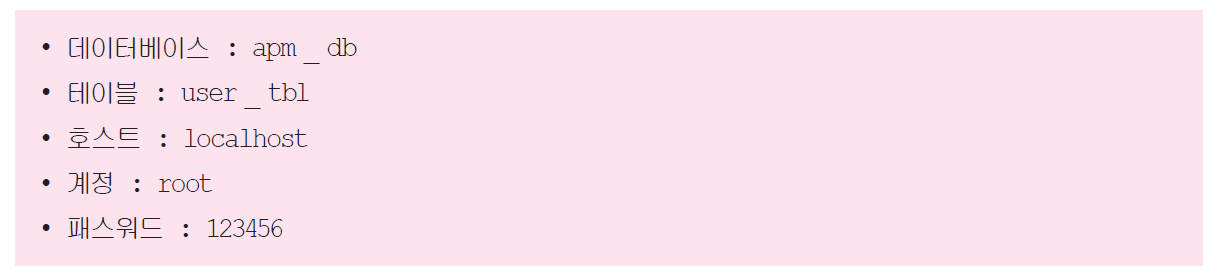 • 데이터베이스 : apm_db
• 테이블 : user_tbl
• 호스트 : localhost
• 계정 : root
• 패스워드 : 123456